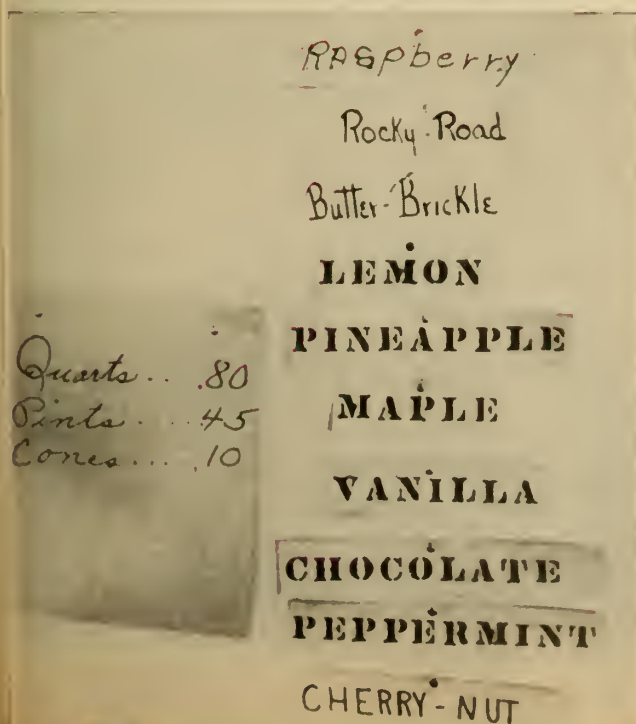 Raspberry
Rocky Road
Butter-Brickle
LEMON
PINEAPPLE
MAPLE
VANILLA
CHOCOLATE
PEPPERMINT
CHERRY-NUT
Quarts .. .80
Pints .. .45
Cones ... .10